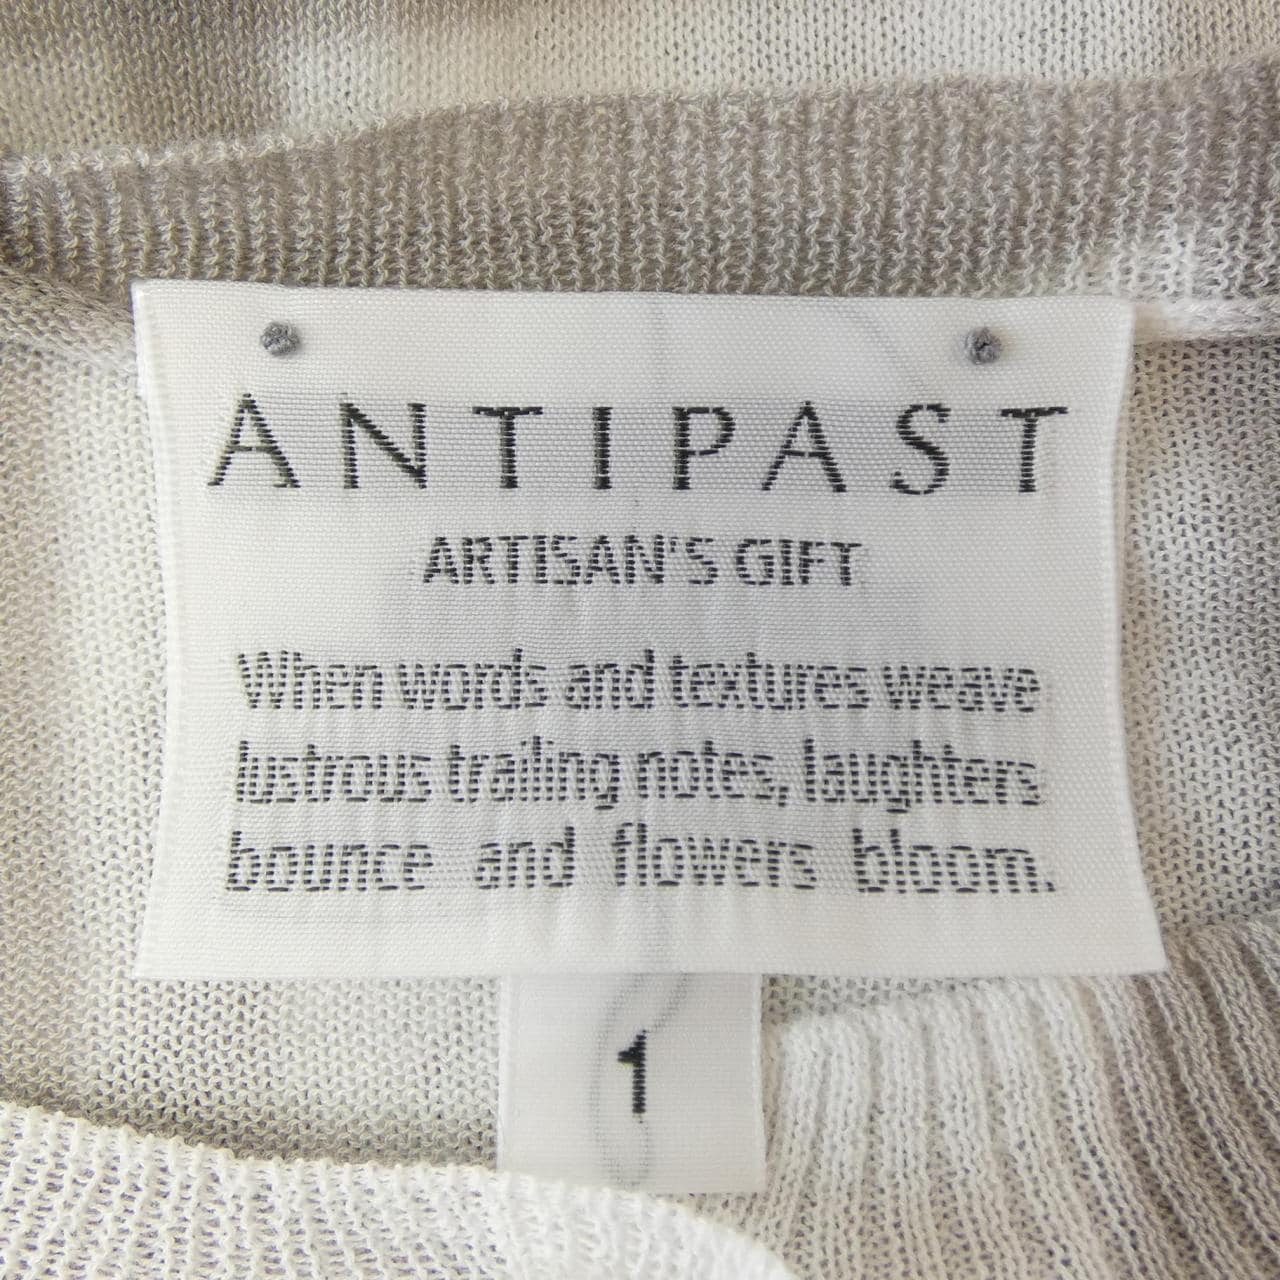 ANTIPAST
ARTISAN'S GIFT
When words and textures weave
lustrous trailing notes, laughters
bounce and flowers bloom.
1